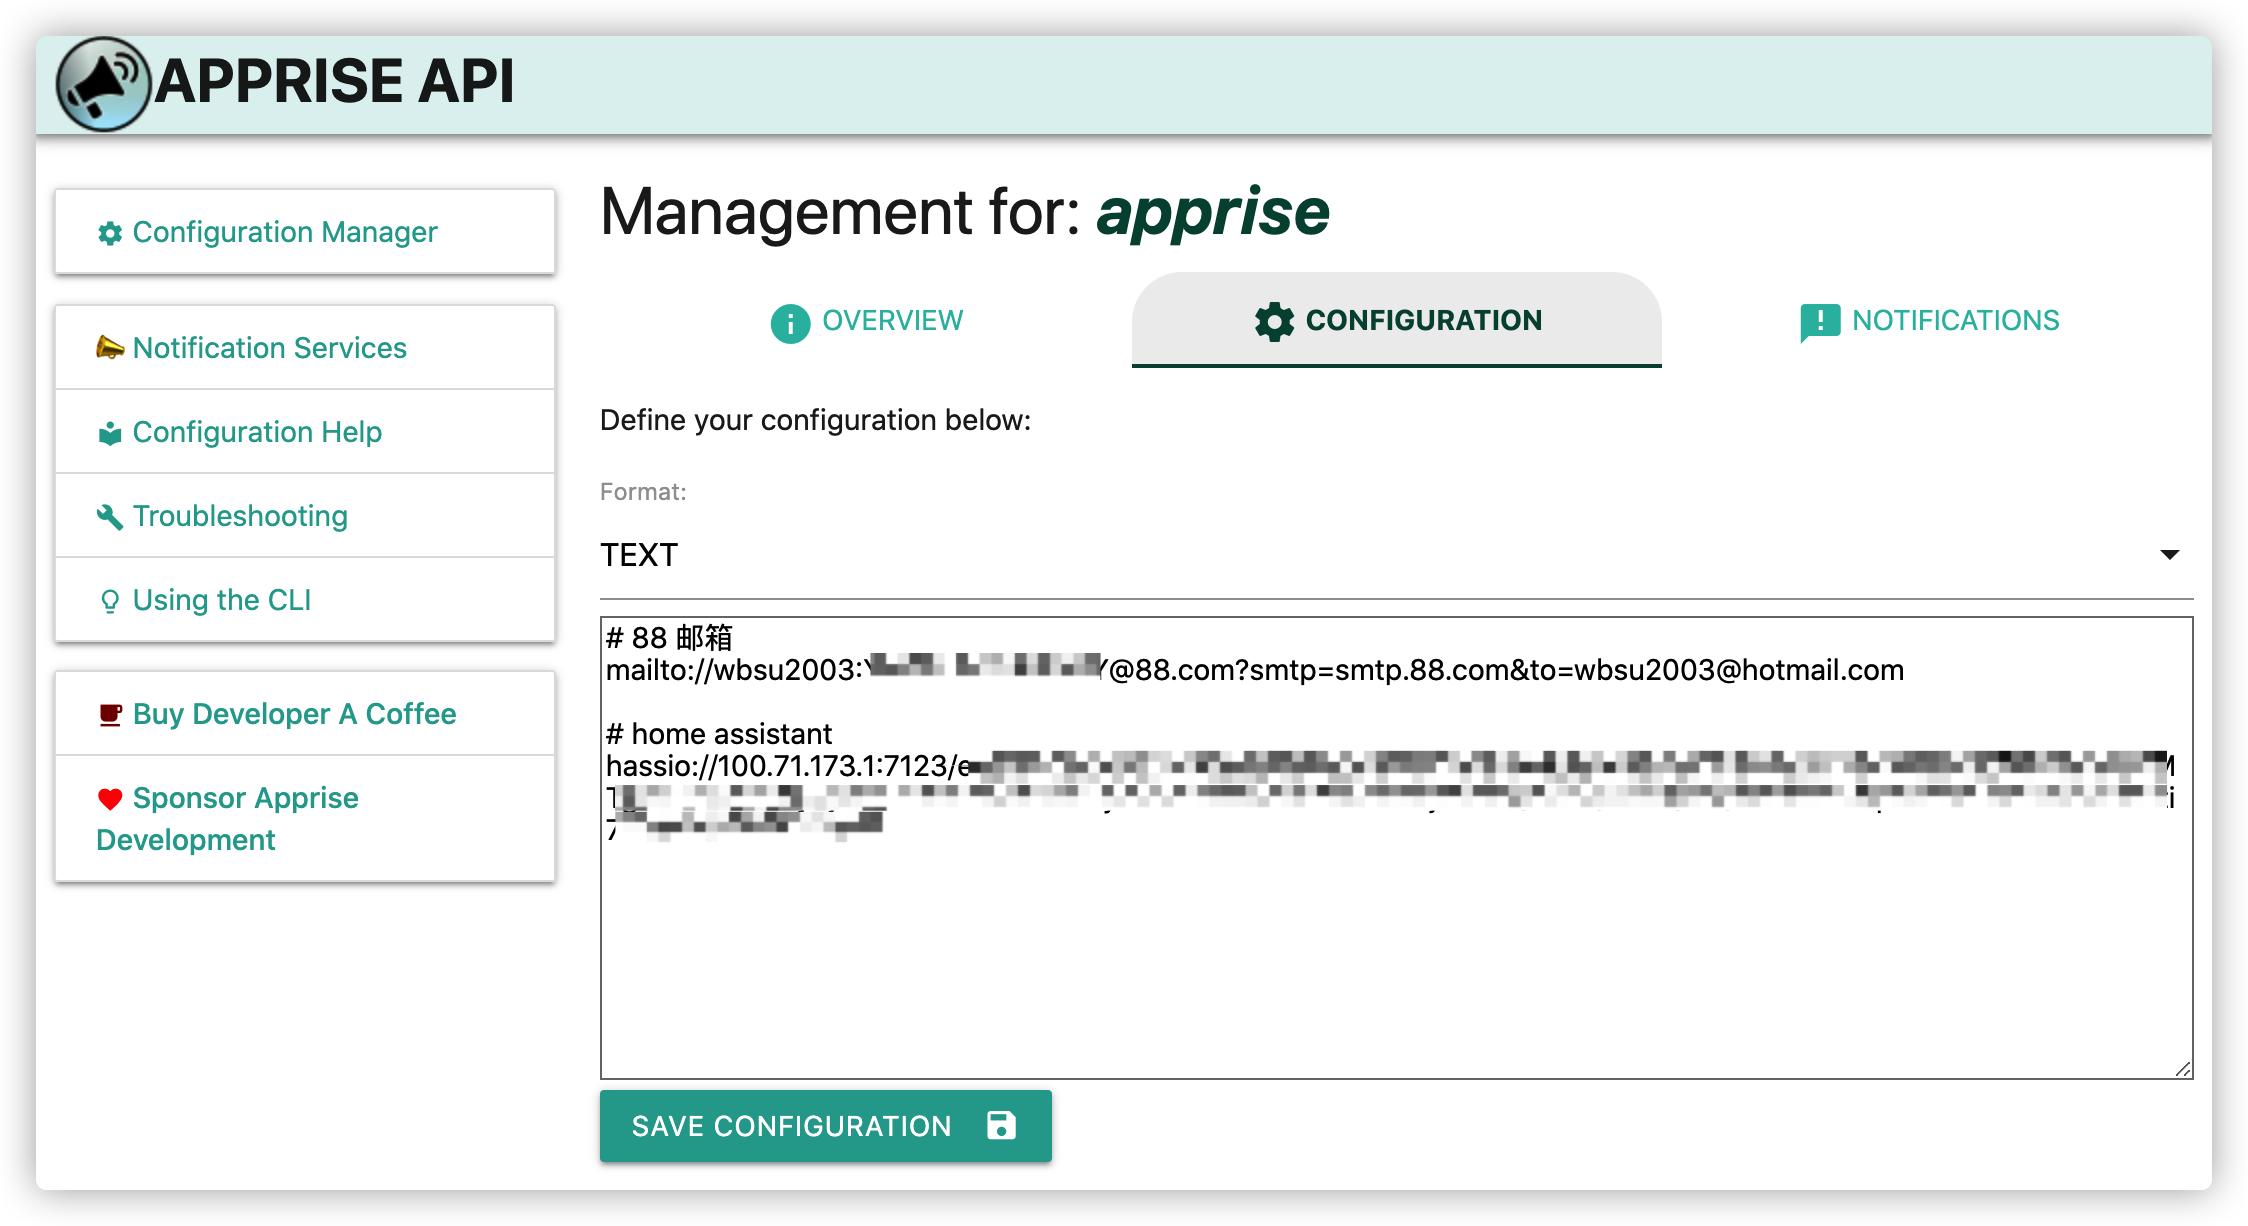 APPRISE API
Configuration Manager
Notification Services
Configuration Help
Troubleshooting
Using the CLI
Buy Developer A Coffee
Sponsor Apprise
Development
Management for: apprise
OVERVIEW
CONFIGURATION
NOTIFICATIONS
Define your configuration below:
Format:
TEXT
# 88 邮箱
mailto://wbsu2003: @88.com?smtp=smtp.88.com&to=wbsu2003@hotmail.com
# home assistant
hassio://100.71.173.1:7123/
SAVE CONFIGURATION